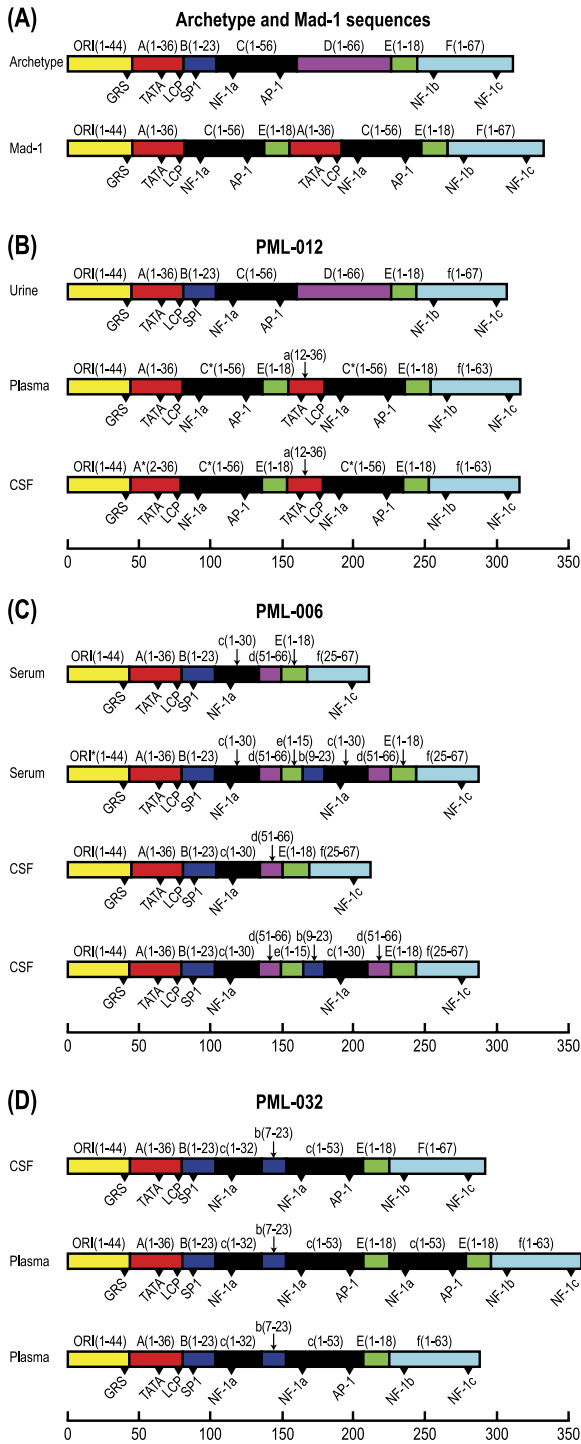 (A) Archetype and Mad-1 sequences
ORI(1-44) A(1-36) B(1-23) C(1-56) D(1-66) E(1-18) F(1-67)
Archetype
GRS TATA LCP SP1 NF-1a AP-1 NF-1b NF-1c
ORI(1-44) A(1-36) C(1-56) E(1-18) A(1-36) C(1-56) E(1-18) F(1-67)
Mad-1
GRS TATA LCP NF-1a AP-1 TATA LCP NF-1a AP-1 NF-1b NF-1c
(B) PML-012
ORI(1-44) A(1-36) B(1-23) C(1-56) D(1-66) E(1-18) f(1-67)
Urine
GRS TATA LCP SP1 NF-1a AP-1 NF-1b NF-1c
a(12-36)
ORI(1-44) A(1-36) C*(1-56) E(1-18) C*(1-56) E(1-18) f(1-63)
Plasma
GRS TATA LCP NF-1a AP-1 TATA LCP NF-1a AP-1 NF-1b NF-1c
a(12-36)
ORI(1-44) A*(2-36) C*(1-56) E(1-18) C*(1-56) E(1-18) f(1-63)
CSF
GRS TATA LCP NF-1a AP-1 TATA LCP NF-1a AP-1 NF-1b NF-1c
0 50 100 150 200 250 300 350
(C) PML-006
c(1-30) E(1-18)
ORI(1-44) A(1-36) B(1-23) d(51-66) f(25-67)
Serum
GRS TATA LCP SP1 NF-1a NF-1c
c(1-30) e(1-15) c(1-30) E(1-18)
ORI*(1-44) A(1-36) B(1-23) d(51-66) b(9-23) d(51-66) f(25-67)
Serum
GRS TATA LCP SP1 NF-1a NF-1a NF-1c
d(51-66)
ORI(1-44) A(1-36) B(1-23) c(1-30) E(1-18) f(25-67)
CSF
GRS TATA LCP SP1 NF-1a NF-1c
d(51-66) b(9-23) d(51-66)
ORI(1-44) A(1-36) B(1-23) c(1-30) e(1-15) c(1-30) E(1-18) f(25-67)
CSF
GRS TATA LCP SP1 NF-1a NF-1a NF-1c
0 50 100 150 200 250 300 350
(D) PML-032
b(7-23)
ORI(1-44) A(1-36) B(1-23) c(1-32) c(1-53) E(1-18) F(1-67)
CSF
GRS TATA LCP SP1 NF-1a NF-1a AP-1 NF-1b NF-1c
b(7-23)
ORI(1-44) A(1-36) B(1-23) c(1-32) c(1-53) E(1-18) c(1-53) E(1-18) f(1-63)
Plasma
GRS TATA LCP SP1 NF-1a NF-1a AP-1 NF-1a AP-1 NF-1b NF-1c
b(7-23)
ORI(1-44) A(1-36) B(1-23) c(1-32) c(1-53) E(1-18) f(1-63)
Plasma
GRS TATA LCP SP1 NF-1a NF-1a AP-1 NF-1b NF-1c
0 50 100 150 200 250 300 350